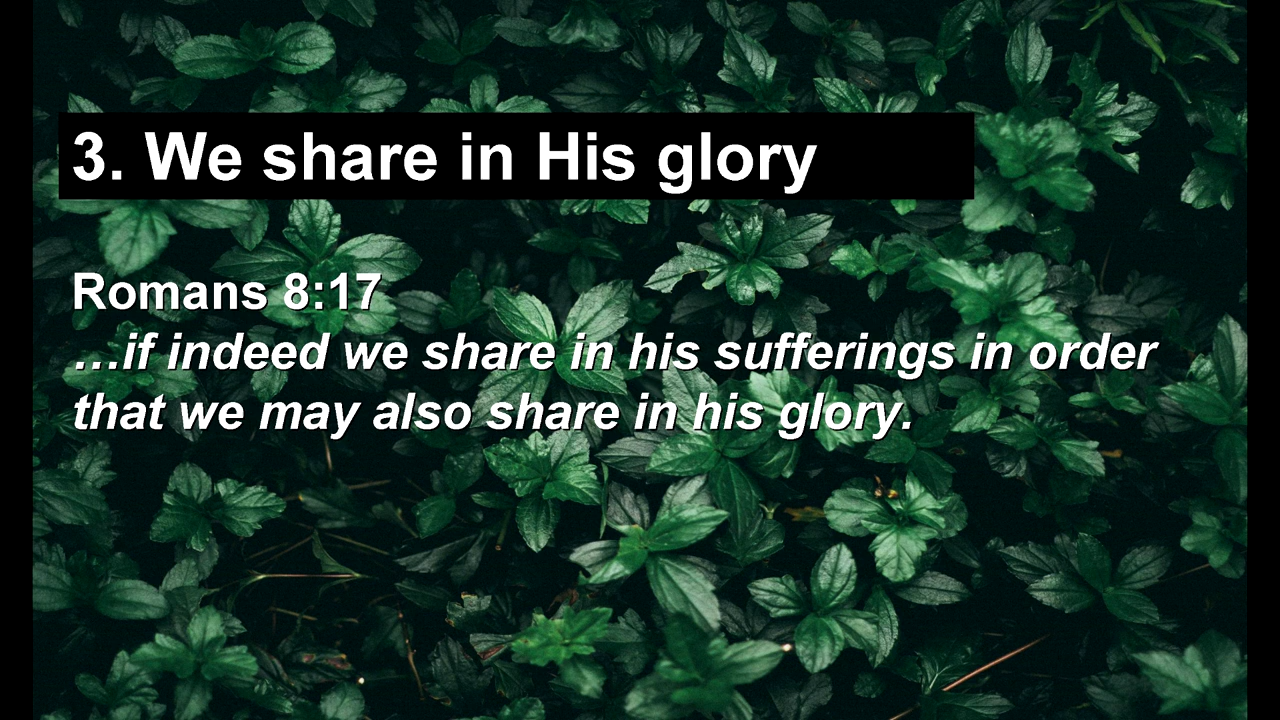 3. We share in His glory
Romans 8:17
…if indeed we share in his sufferings in order
that we may also share in his glory.